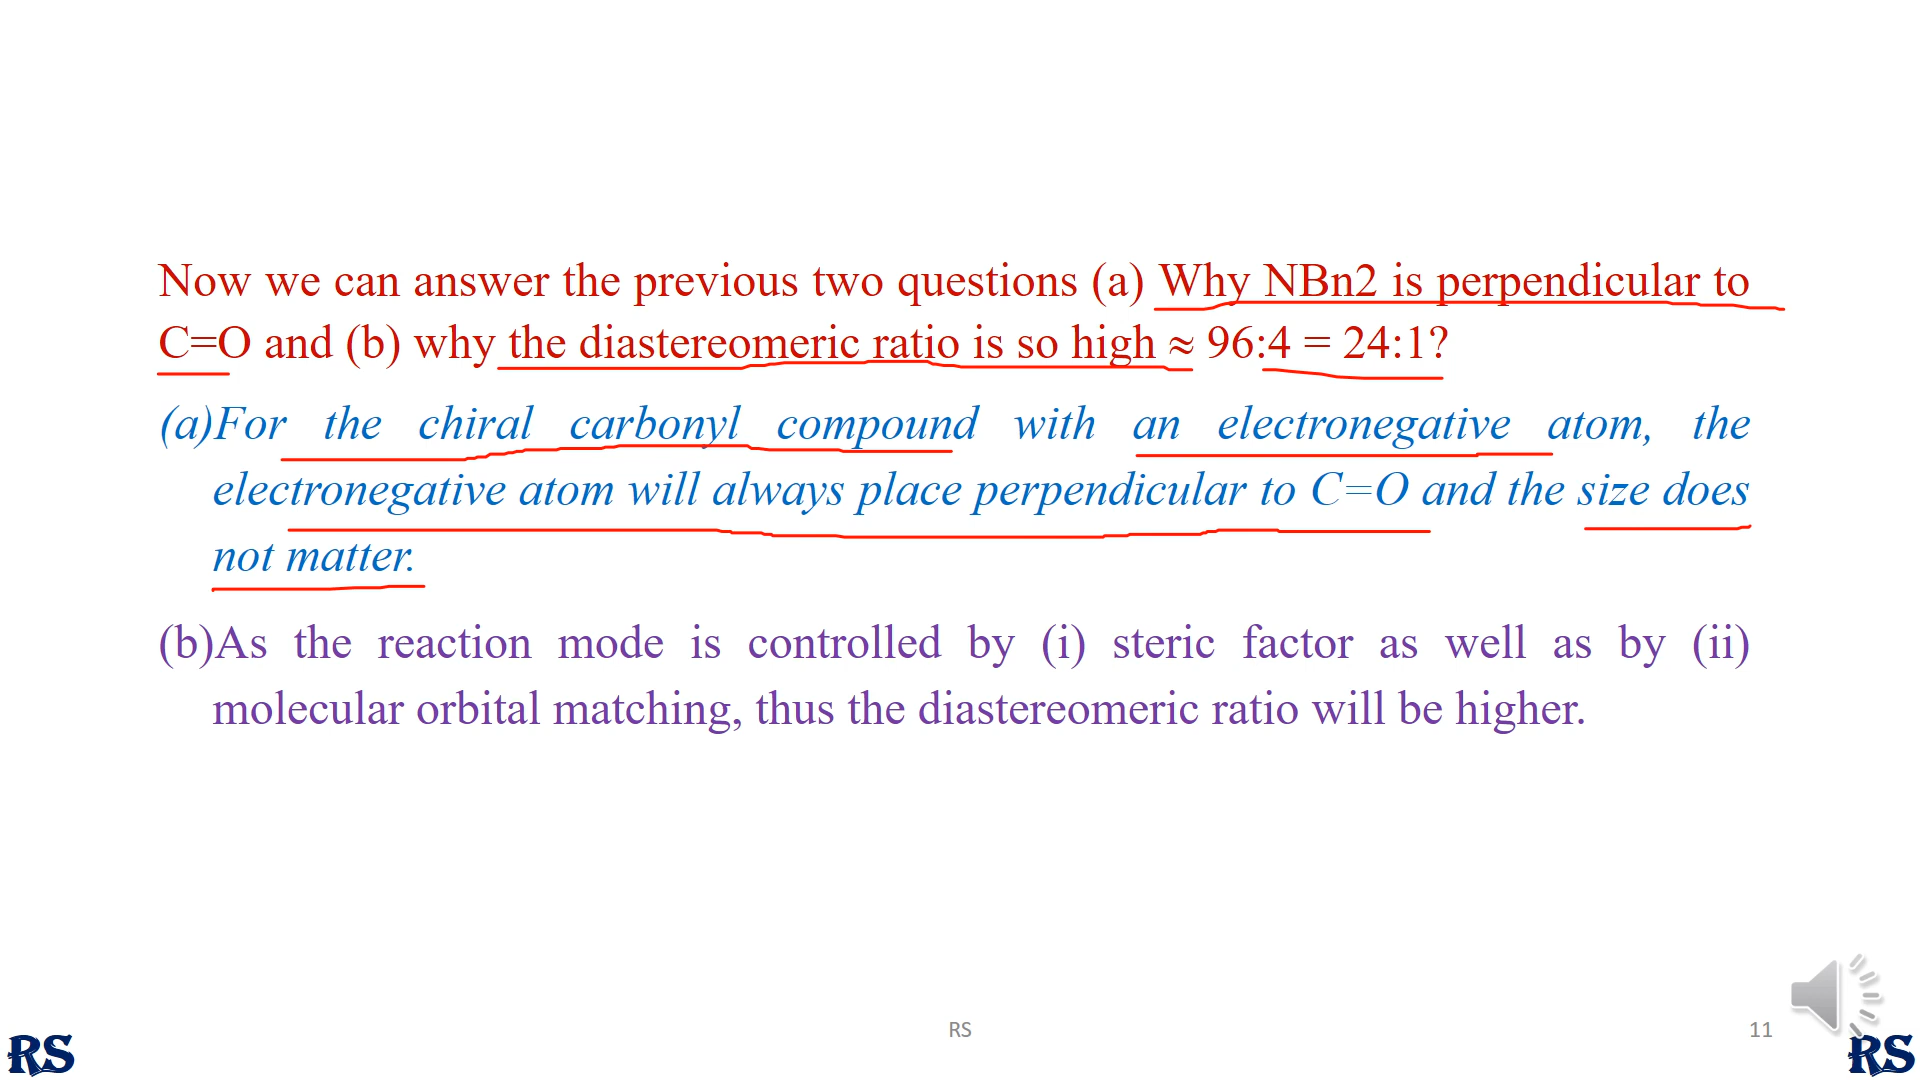 Now we can answer the previous two questions (a) Why NBn2 is perpendicular to
C=O and (b) why the diastereomeric ratio is so high ≈ 96:4 = 24:1?
(a)For the chiral carbonyl compound with an electronegative atom, the
electronegative atom will always place perpendicular to C=O and the size does
not matter.
(b)As the reaction mode is controlled by (i) steric factor as well as by (ii)
molecular orbital matching, thus the diastereomeric ratio will be higher.
RS
11
RS
RS